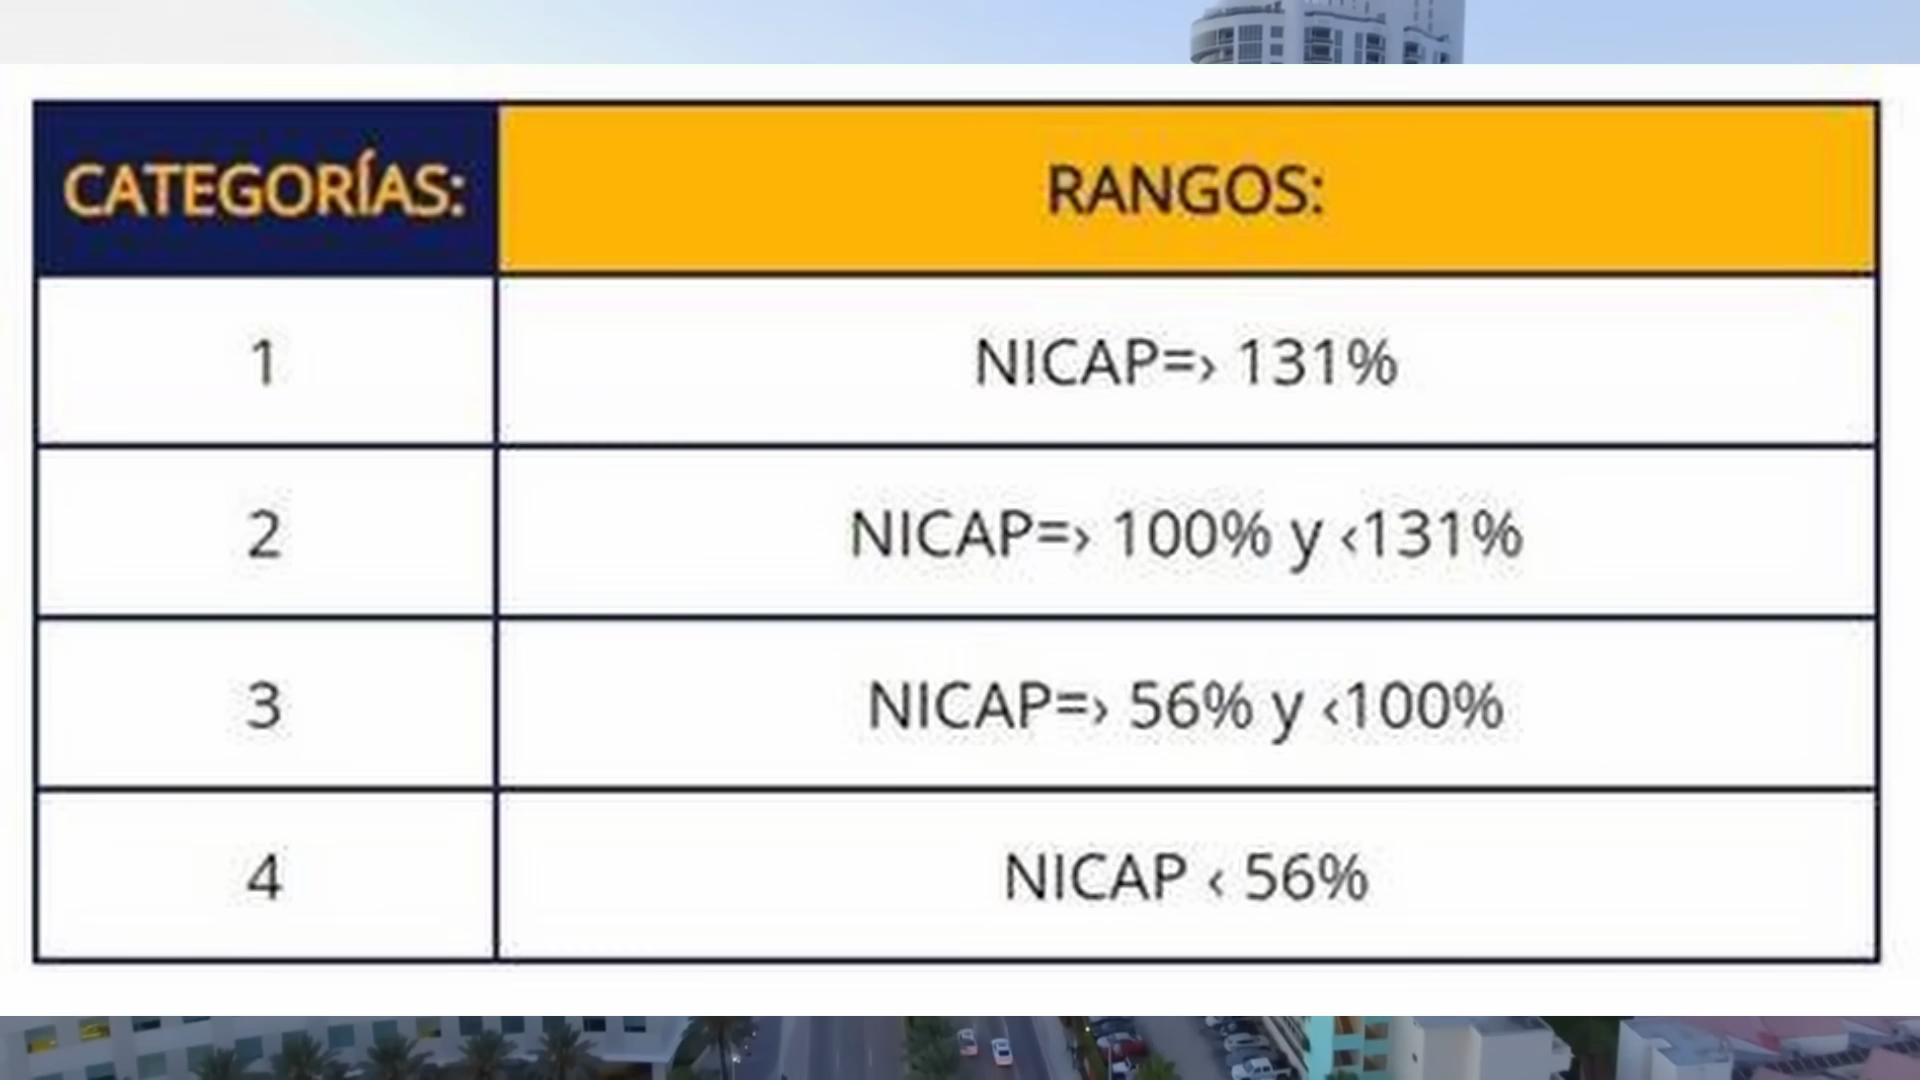 CATEGORÍAS: RANGOS:
1 NICAP=› 131%
2 NICAP=› 100% y ‹131%
3 NICAP=› 56% y ‹100%
4 NICAP ‹ 56%